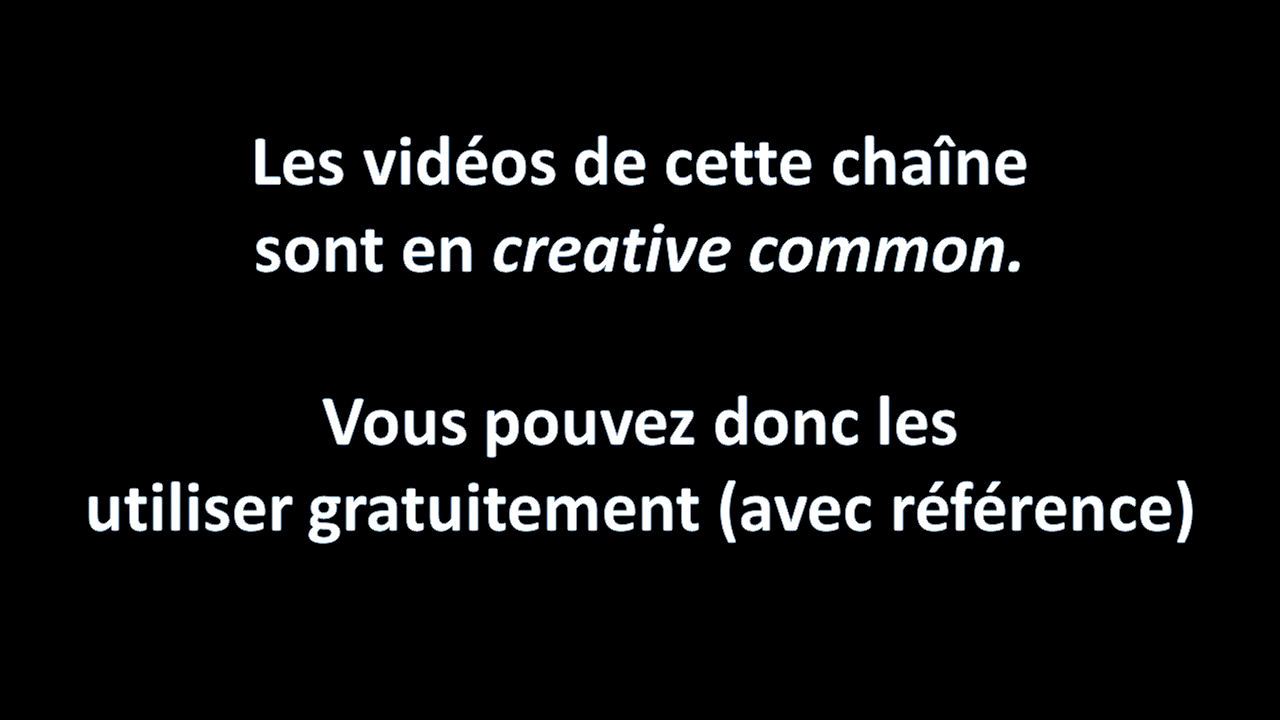 Les vidéos de cette chaîne
sont en creative common.
Vous pouvez donc les
utiliser gratuitement (avec référence)